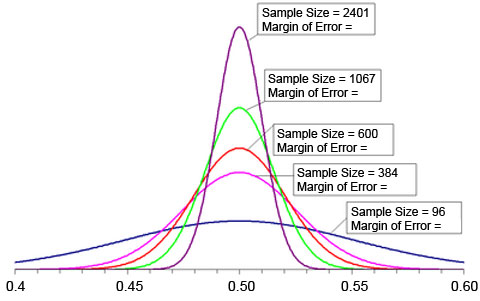 Sample Size = 2401
Margin of Error =
Sample Size = 1067
Margin of Error =
Sample Size = 600
Margin of Error =
Sample Size = 384
Margin of Error =
Sample Size = 96
Margin of Error =
0.4 0.45 0.50 0.55 0.60